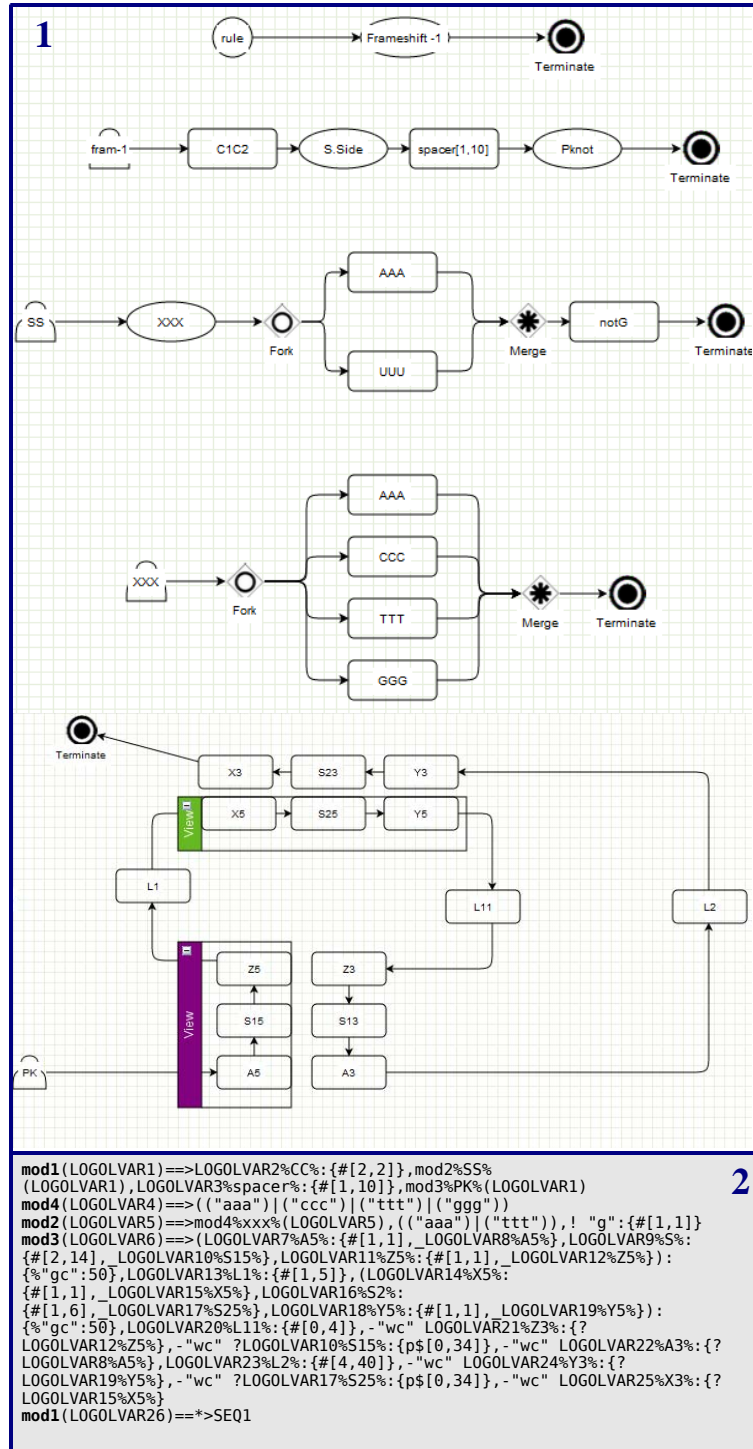 1
rule Frameshift -1
Terminate
fram-1 C1C2 S.Side spacer[1,10] Pknot
Terminate
AAA
SS XXX notG
Fork Merge Terminate
UUU
AAA
CCC
XXX
Fork Merge Terminate
TTT
GGG
Terminate
X3 S23 Y3
View X5 S25 Y5
L1 L11 L2
Z5 Z3
View S15 S13
PK A5 A3
2
mod1(LOGOLVAR1)==>LOGOLVAR2%CC%:{#[2,2]},mod2%SS%
(LOGOLVAR1),LOGOLVAR3%spacer%:{#[1,10]},mod3%PK%(LOGOLVAR1)
mod4(LOGOLVAR4)==>(("aaa")|("ccc")|("ttt")|("ggg"))
mod2(LOGOLVAR5)==>mod4%xxx%(LOGOLVAR5),(("aaa")|("ttt")),! "g":{#[1,1]}
mod3(LOGOLVAR6)==>(LOGOLVAR7%A5%:{#[1,1],_LOGOLVAR8%A5%},LOGOLVAR9%S%:
{#[2,14],_LOGOLVAR10%S15%},LOGOLVAR11%Z5%:{#[1,1],_LOGOLVAR12%Z5%}):
{%"gc":50},LOGOLVAR13%L1%:{#[1,5]},(LOGOLVAR14%X5%:
{#[1,1],_LOGOLVAR15%X5%},LOGOLVAR16%S2%:
{#[1,6],_LOGOLVAR17%S25%},LOGOLVAR18%Y5%:{#[1,1],_LOGOLVAR19%Y5%}):
{%"gc":50},LOGOLVAR20%L11%:{#[0,4]},-"wc" LOGOLVAR21%Z3%:{?
LOGOLVAR12%Z5%},-"wc" ?LOGOLVAR10%S15%:{p$[0,34]},-"wc" LOGOLVAR22%A3%:{?
LOGOLVAR8%A5%},LOGOLVAR23%L2%:{#[4,40]},-"wc" LOGOLVAR24%Y3%:{?
LOGOLVAR19%Y5%},-"wc" ?LOGOLVAR17%S25%:{p$[0,34]},-"wc" LOGOLVAR25%X3%:{?
LOGOLVAR15%X5%}
mod1(LOGOLVAR26)==*>SEQ1